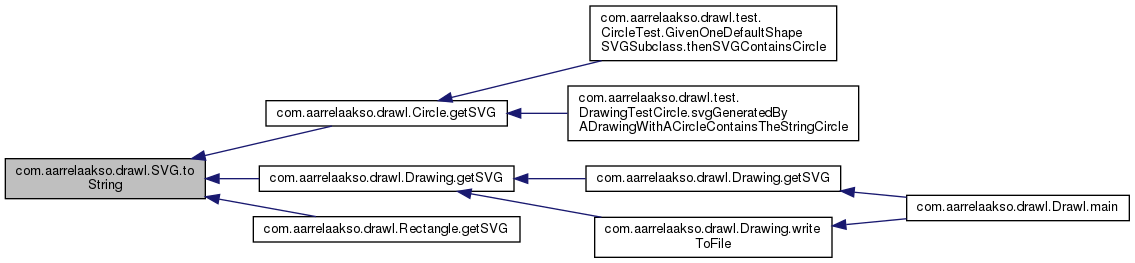 com.aarrelaakso.drawl.test.
CircleTest.GivenOneDefaultShape
SVGSubclass.thenSVGContainsCircle
com.aarrelaakso.drawl.Circle.getSVG
com.aarrelaakso.drawl.test.
DrawingTestCircle.svgGeneratedBy
ADrawingWithACircleContainsTheStringCircle
com.aarrelaakso.drawl.SVG.to
String
com.aarrelaakso.drawl.Drawing.getSVG
com.aarrelaakso.drawl.Drawing.getSVG
com.aarrelaakso.drawl.Drawl.main
com.aarrelaakso.drawl.Rectangle.getSVG
com.aarrelaakso.drawl.Drawing.write
ToFile